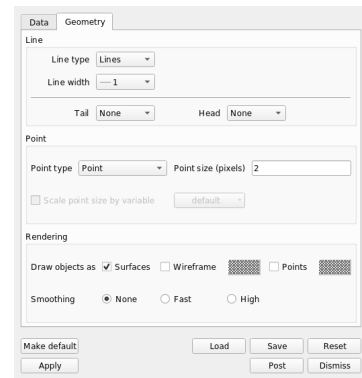 Data Geometry
Line
Line type Lines
Line width 1
Tail None Head None
Point
Point type Point Point size (pixels) 2
Scale point size by variable default
Rendering
Draw objects as Surfaces Wireframe Points
Smoothing None Fast High
Make default Load Save Reset
Apply Post Dismiss